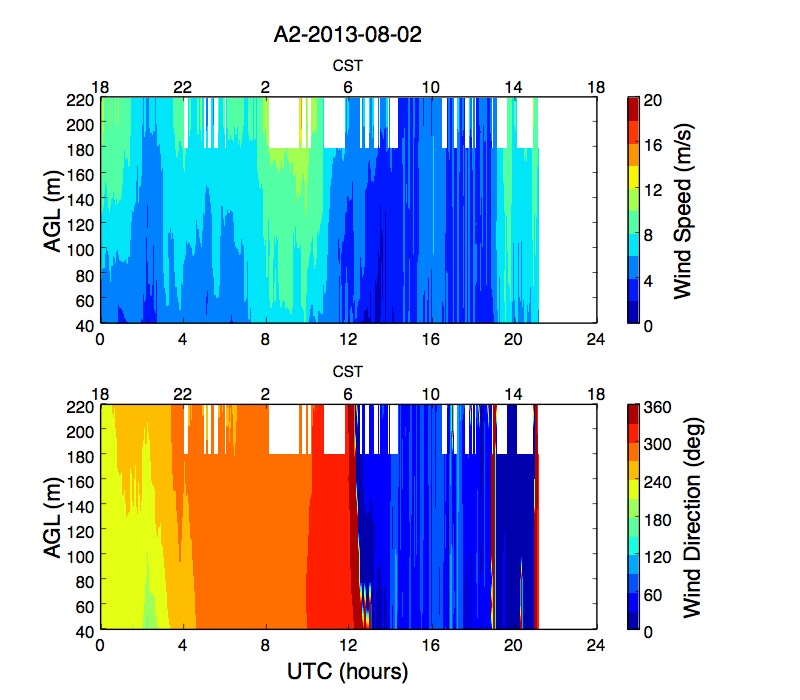 A2-2013-08-02
CST
18 22 2 6 10 14 18
220
200
180
160
140
120
100
80
60
40
AGL (m)
0 4 8 12 16 20 24
20
16
12
8
4
0
Wind Speed (m/s)
CST
18 22 2 6 10 14 18
220
200
180
160
140
120
100
80
60
40
AGL (m)
0 4 8 12 16 20 24
UTC (hours)
360
300
240
180
120
60
0
Wind Direction (deg)